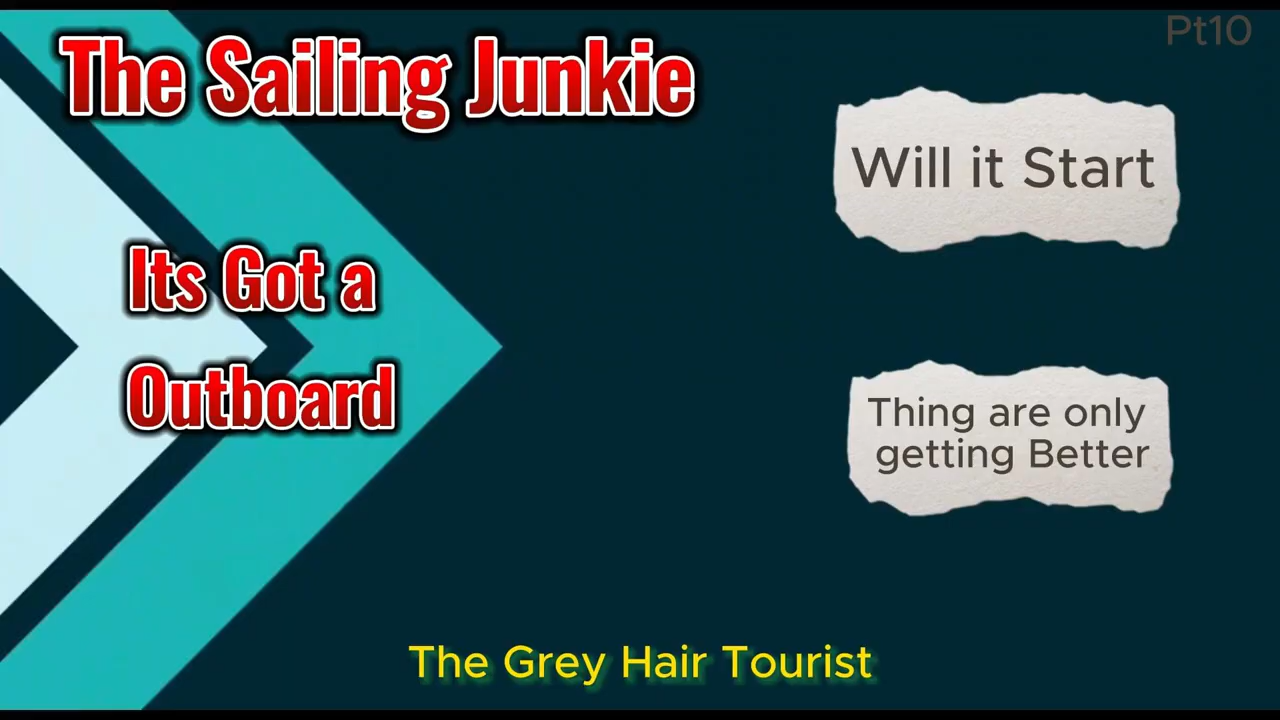 Pt10
The Sailing Junkie
Will it Start
Its Got a
Outboard
Thing are only
getting Better
The Grey Hair Tourist